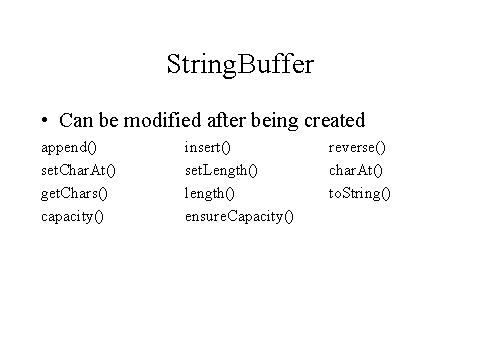 StringBuffer
• Can be modified after being created
append() insert() reverse()
setCharAt() setLength() charAt()
getChars() length() toString()
capacity() ensureCapacity()